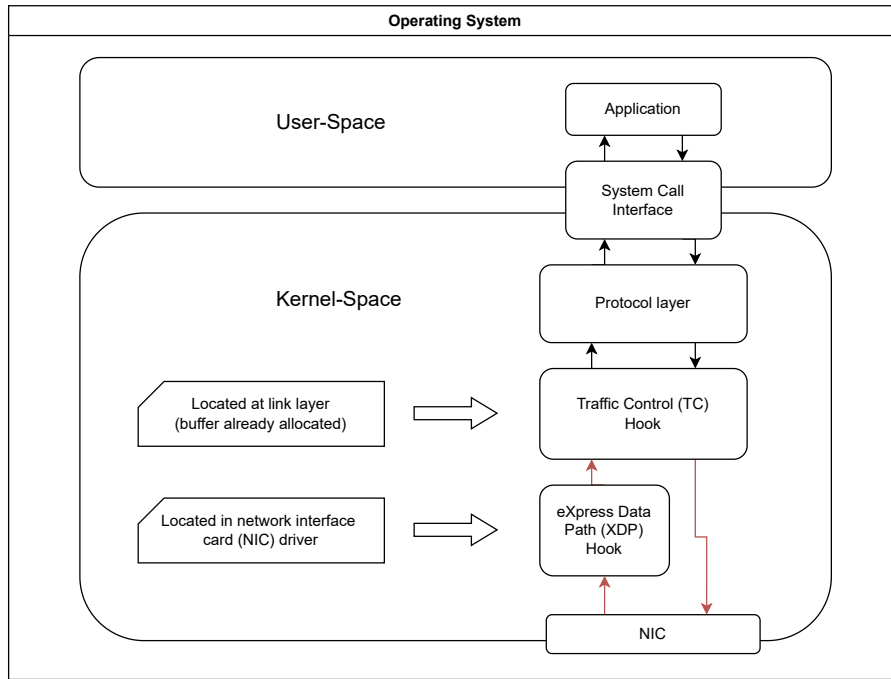 Operating System
User-Space
Application
System Call
Interface
Kernel-Space
Protocol layer
Located at link layer
(buffer already allocated)
Traffic Control (TC)
Hook
Located in network interface
card (NIC) driver
eXpress Data
Path (XDP)
Hook
NIC